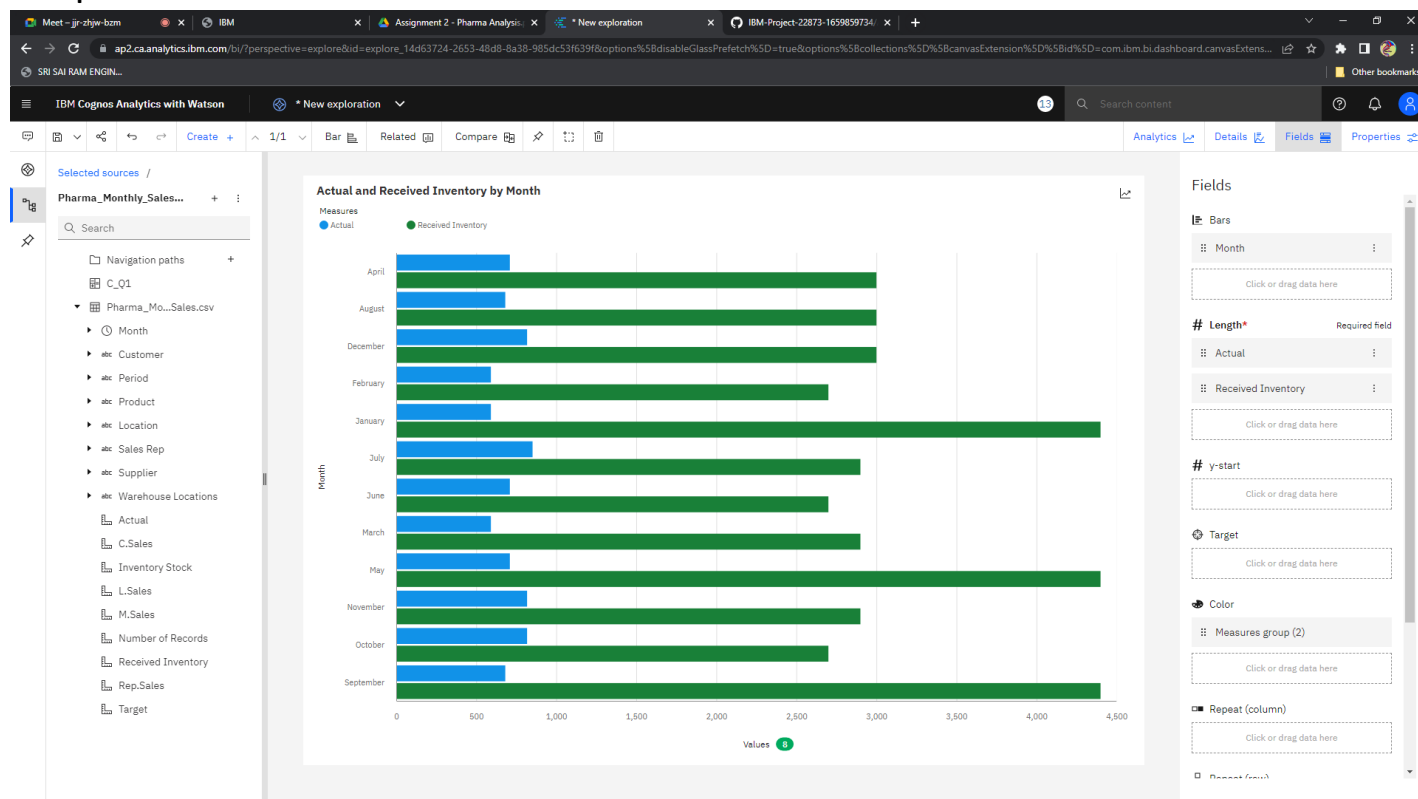 Meet – jjr-zhjw-bzm
IBM
Assignment 2 - Pharma Analysis.
* New exploration
IBM-Project-22873-1659859734/
ap2.ca.analytics.ibm.com/bi/?perspective=explore&id=explore_14d63724-2653-48d8-8a38-985dc53f639f&options%5BdisableGlassPrefetch%5D=true&options%5Bcollections%5D%5BcanvasExtension%5D%5Bid%5D=com.ibm.bi.dashboard.canvasExtens...
SRI SAI RAM ENGIN...
Other bookmarks
IBM Cognos Analytics with Watson
* New exploration
13
Search content
Create +
1/1
Bar
Related
Compare
Analytics
Details
Fields
Properties
Selected sources /
Pharma_Monthly_Sales...
Search
Navigation paths
C_Q1
Pharma_Mo...Sales.csv
Month
abc Customer
abc Period
abc Product
abc Location
abc Sales Rep
abc Supplier
abc Warehouse Locations
Actual
C.Sales
Inventory Stock
L.Sales
M.Sales
Number of Records
Received Inventory
Rep.Sales
Target
Actual and Received Inventory by Month
Measures
Actual
Received Inventory
Month
April
August
December
February
January
July
June
March
May
November
October
September
0 500 1,000 1,500 2,000 2,500 3,000 3,500 4,000 4,500
Values 8
Fields
Bars
Month
Click or drag data here
# Length* Required field
Actual
Received Inventory
Click or drag data here
# y-start
Click or drag data here
Target
Click or drag data here
Color
Measures group (2)
Click or drag data here
Repeat (column)
Click or drag data here